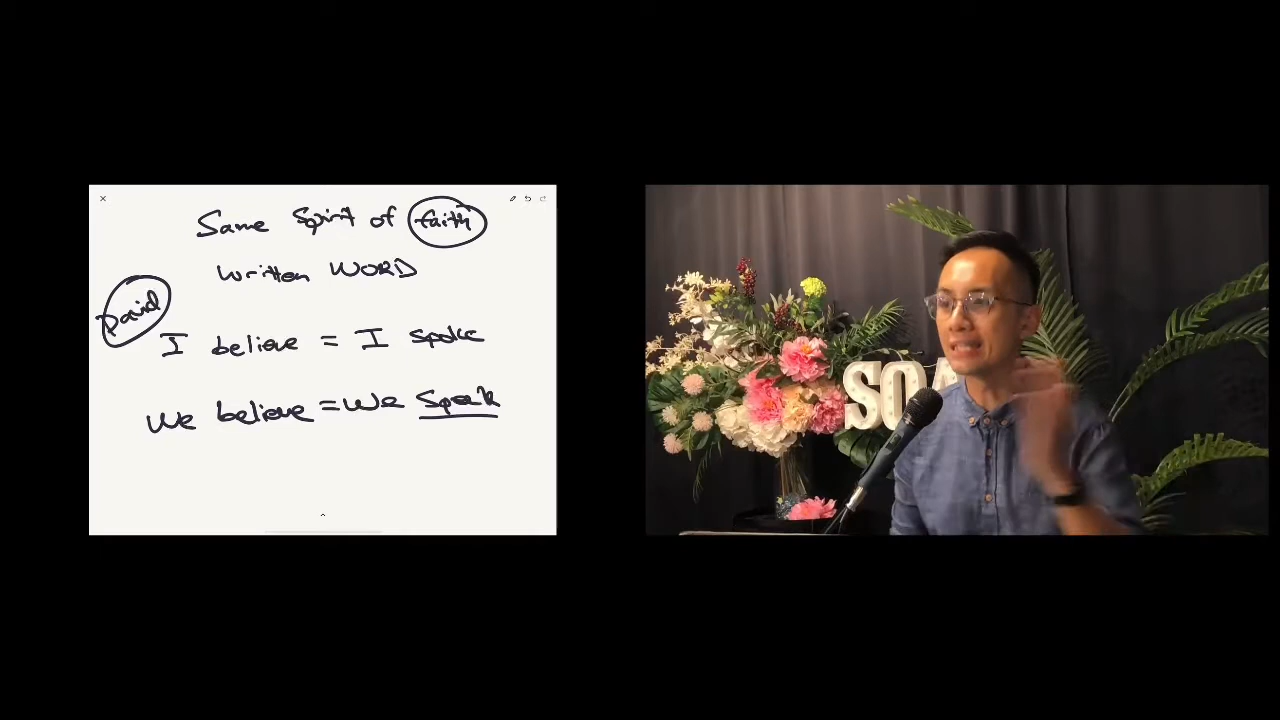 Same Spirit of faith
written WORD
David
I believe = I spoke
We believe = We Speak
SOA